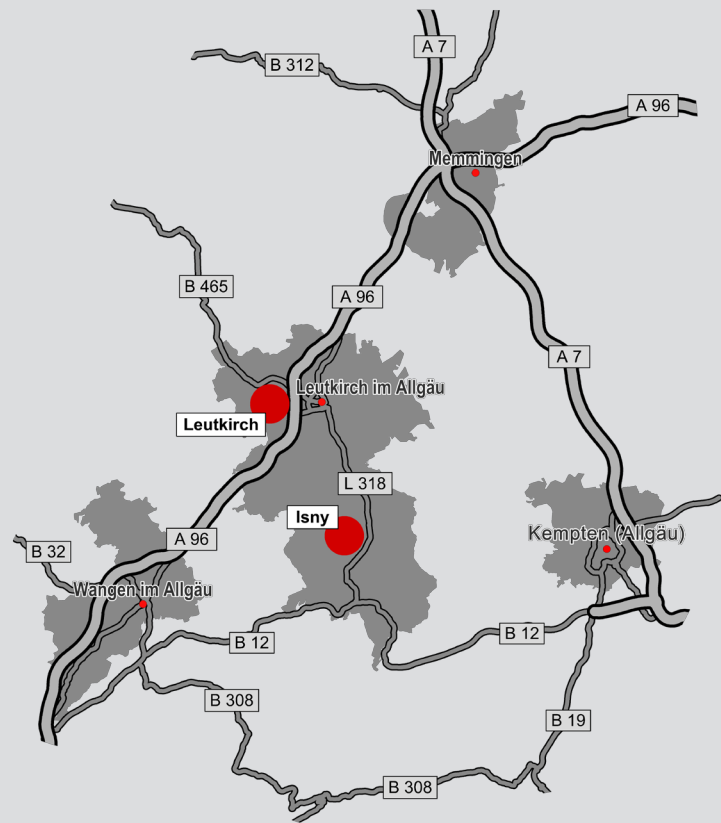 A 7
B 312
A 96
Memmingen
B 465
A 96
A 7
Leutkirch im Allgäu
Leutkirch
L 318
Isny
Kempten (Allgäu)
A 96
B 32
Wangen im Allgäu
B 12
B 12
B 308
B 19
B 308